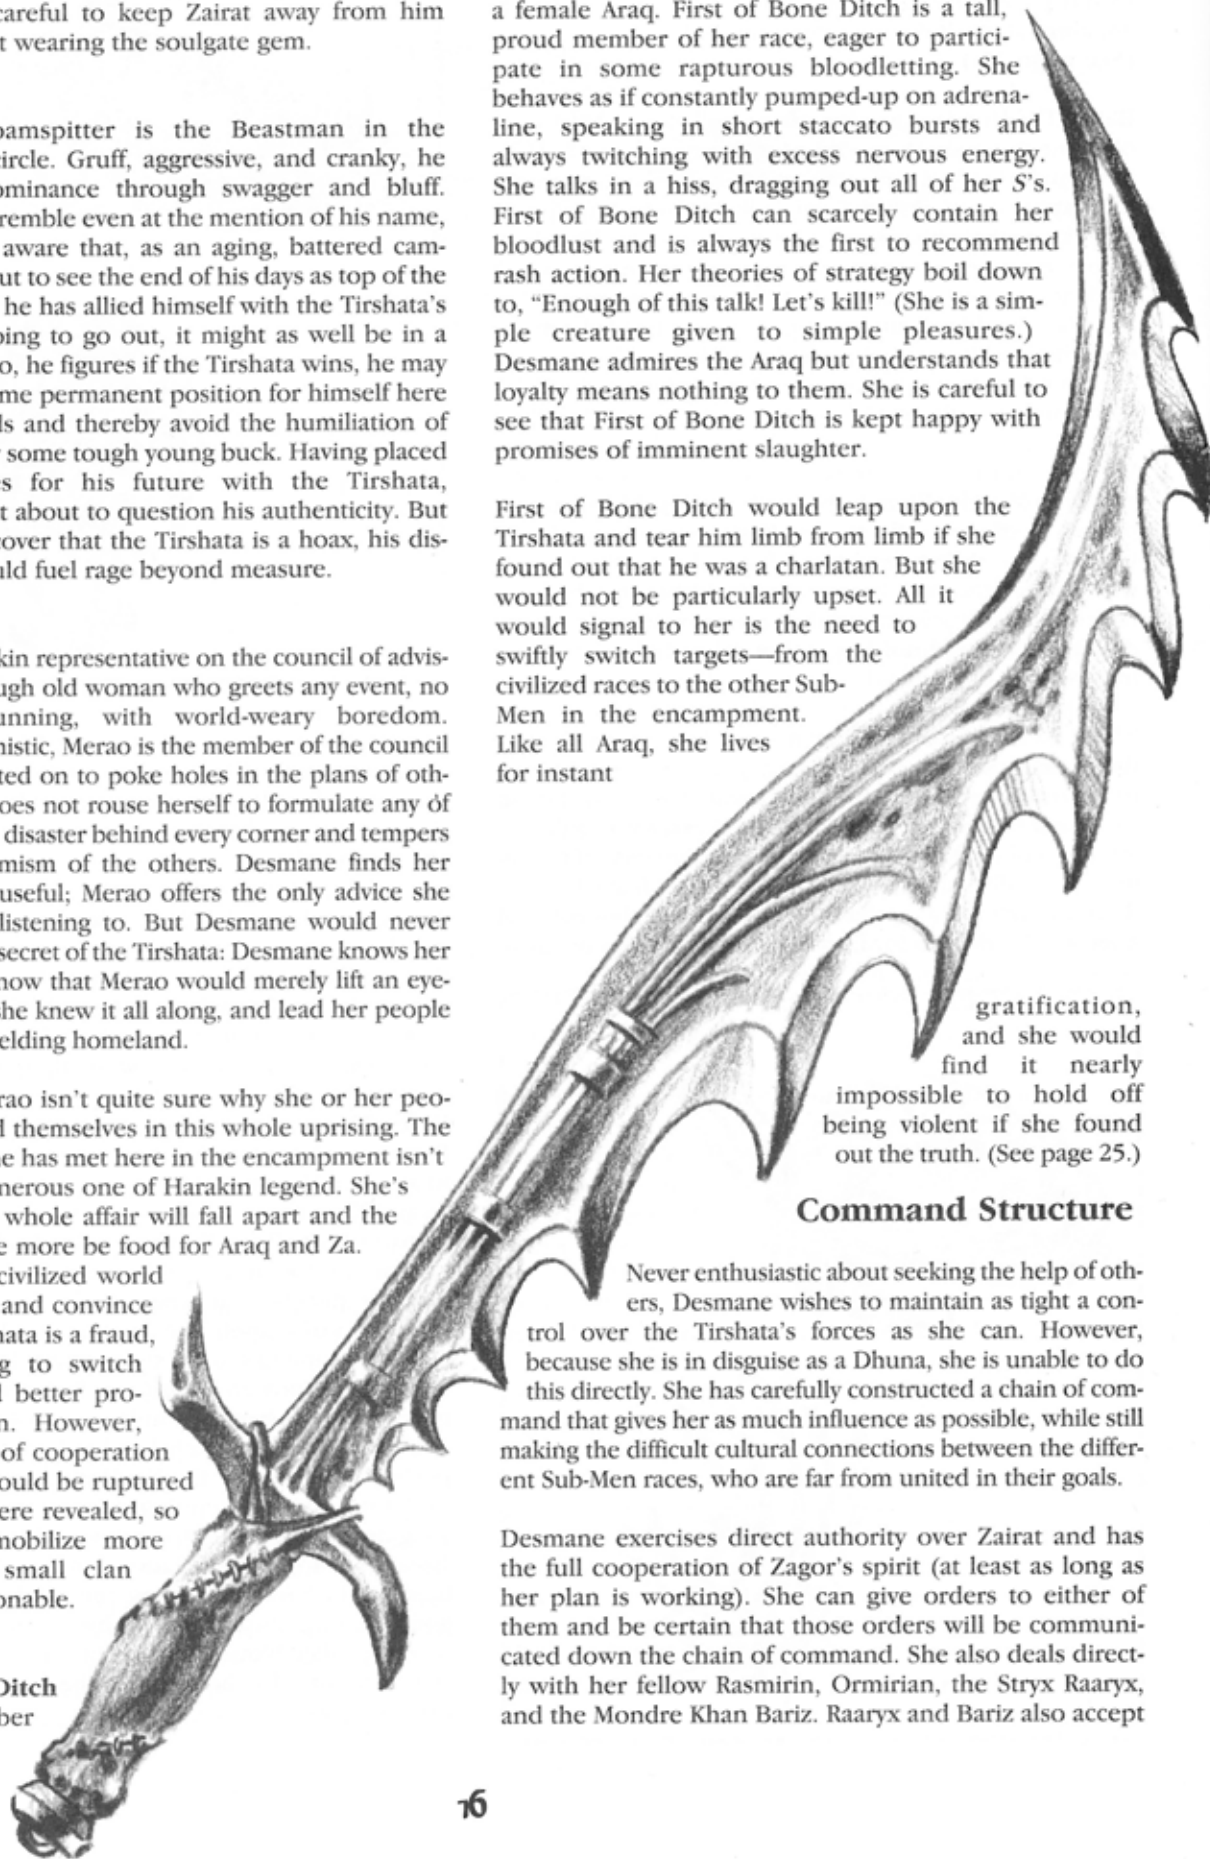 careful to keep Zairat away from him
t wearing the soulgate gem.
oamspitter is the Beastman in the
ircle. Gruff, aggressive, and cranky, he
ominance through swagger and bluff.
remble even at the mention of his name,
aware that, as an aging, battered cam-
ut to see the end of his days as top of the
he has allied himself with the Tirshata's
oing to go out, it might as well be in a
o, he figures if the Tirshata wins, he may
me permanent position for himself here
ls and thereby avoid the humiliation of
some tough young buck. Having placed
s for his future with the Tirshata,
t about to question his authenticity. But
over that the Tirshata is a hoax, his dis-
uld fuel rage beyond measure.
kin representative on the council of advis-
ugh old woman who greets any event, no
unning, with world-weary boredom.
nistic, Merao is the member of the council
ted on to poke holes in the plans of oth-
oes not rouse herself to formulate any of
disaster behind every corner and tempers
mism of the others. Desmane finds her
useful; Merao offers the only advice she
listening to. But Desmane would never
secret of the Tirshata: Desmane knows her
now that Merao would merely lift an eye-
she knew it all along, and lead her people
elding homeland.
rao isn't quite sure why she or her peo-
d themselves in this whole uprising. The
e has met here in the encampment isn't
nerous one of Harakin legend. She's
whole affair will fall apart and the
e more be food for Araq and Za.
civilized world
and convince
nata is a fraud,
g to switch
d better pro-
n. However,
of cooperation
ould be ruptured
ere revealed, so
mobilize more
small clan
onable.
Ditch
ber
a female Araq. First of Bone Ditch is a tall,
proud member of her race, eager to partici-
pate in some rapturous bloodletting. She
behaves as if constantly pumped-up on adrena-
line, speaking in short staccato bursts and
always twitching with excess nervous energy.
She talks in a hiss, dragging out all of her S's.
First of Bone Ditch can scarcely contain her
bloodlust and is always the first to recommend
rash action. Her theories of strategy boil down
to, “Enough of this talk! Let's kill!” (She is a sim-
ple creature given to simple pleasures.)
Desmane admires the Araq but understands that
loyalty means nothing to them. She is careful to
see that First of Bone Ditch is kept happy with
promises of imminent slaughter.
First of Bone Ditch would leap upon the
Tirshata and tear him limb from limb if she
found out that he was a charlatan. But she
would not be particularly upset. All it
would signal to her is the need to
swiftly switch targets—from the
civilized races to the other Sub-
Men in the encampment.
Like all Araq, she lives
for instant
gratification,
and she would
find it nearly
impossible to hold off
being violent if she found
out the truth. (See page 25.)
Command Structure
Never enthusiastic about seeking the help of oth-
ers, Desmane wishes to maintain as tight a con-
trol over the Tirshata's forces as she can. However,
because she is in disguise as a Dhuna, she is unable to do
this directly. She has carefully constructed a chain of com-
mand that gives her as much influence as possible, while still
making the difficult cultural connections between the differ-
ent Sub-Men races, who are far from united in their goals.
Desmane exercises direct authority over Zairat and has
the full cooperation of Zagor's spirit (at least as long as
her plan is working). She can give orders to either of
them and be certain that those orders will be communi-
cated down the chain of command. She also deals direct-
ly with her fellow Rasmirin, Ormirian, the Stryx Raaryx,
and the Mondre Khan Bariz. Raaryx and Bariz also accept
76